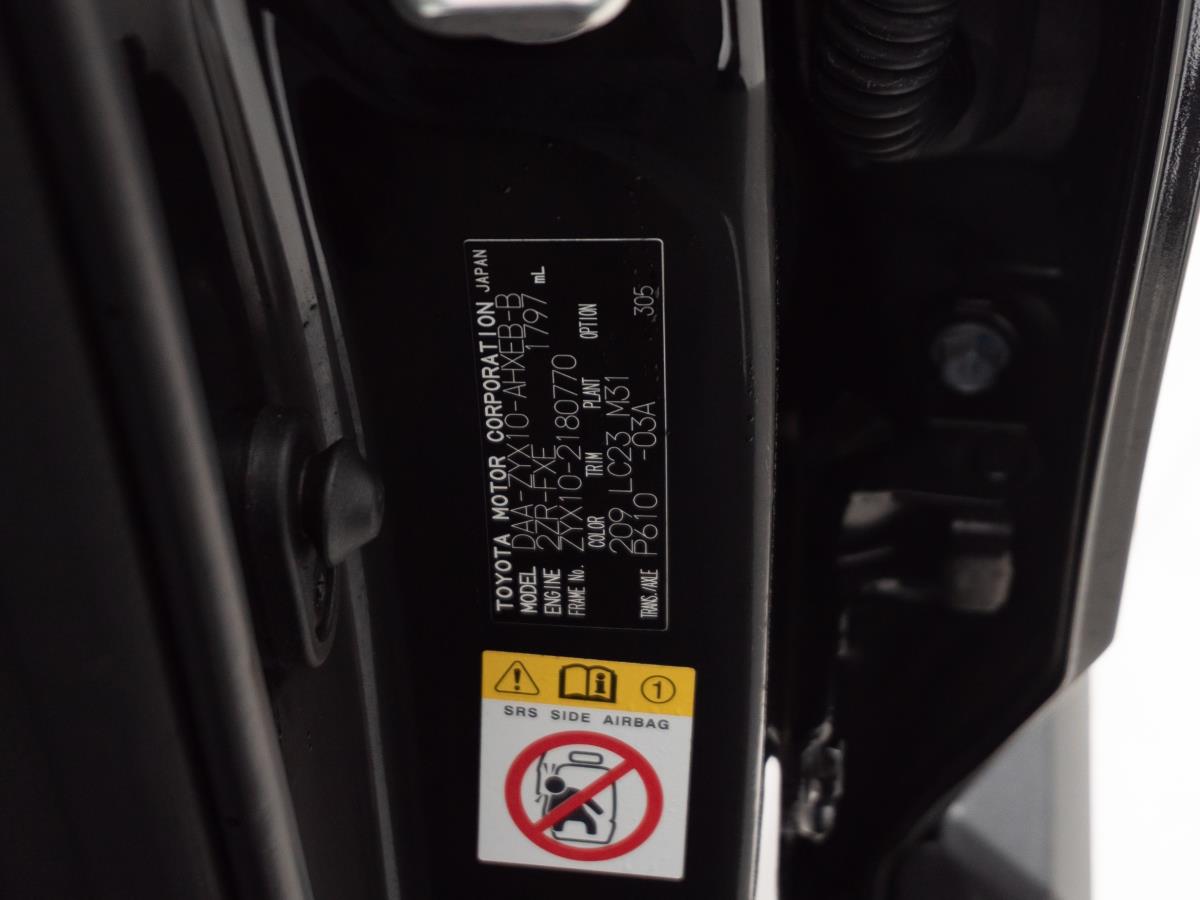 TOYOTA MOTOR CORPORATION JAPAN
MODEL DAA-ZYX10-AHXEB-B
ENGINE 2ZR-FXE 1797 mL
FRAME No. ZYX10-2180770
COLOR TRIM PLANT OPTION
209 LC23 M31
TRANS./AXLE P610 -03A 305
1
SRS SIDE AIRBAG